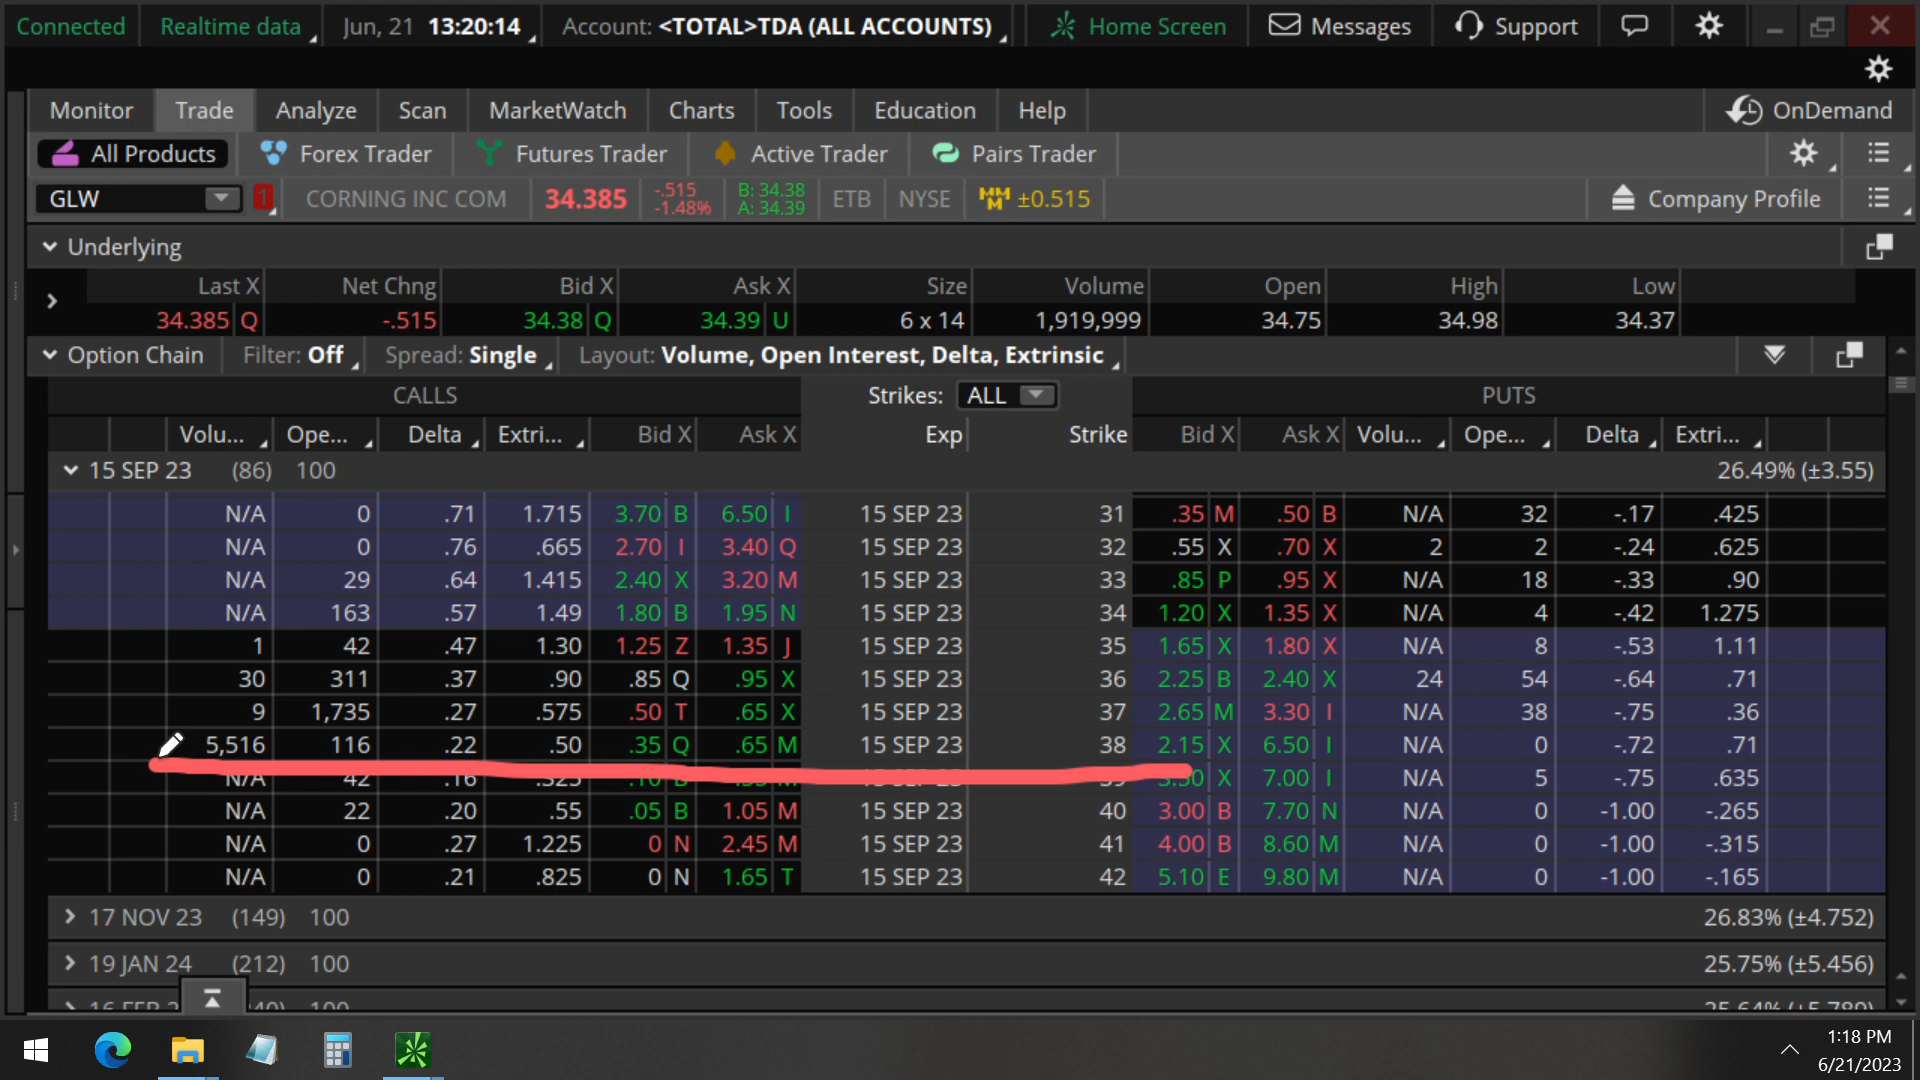 Connected Realtime data Jun, 21 13:20:14 Account: <TOTAL>TDA (ALL ACCOUNTS) Home Screen Messages Support
Monitor Trade Analyze Scan MarketWatch Charts Tools Education Help OnDemand
All Products Forex Trader Futures Trader Active Trader Pairs Trader
GLW 1 CORNING INC COM 34.385 -.515 -1.48% B: 34.38 A: 34.39 ETB NYSE MMM ±0.515 Company Profile
Underlying
Last X Net Chng Bid X Ask X Size Volume Open High Low
34.385 Q -.515 34.38 Q 34.39 U 6 x 14 1,919,999 34.75 34.98 34.37
Option Chain Filter: Off Spread: Single Layout: Volume, Open Interest, Delta, Extrinsic
CALLS Strikes: ALL PUTS
Volu... Ope... Delta Extri... Bid X Ask X Exp Strike Bid X Ask X Volu... Ope... Delta Extri...
15 SEP 23 (86) 100 26.49% (±3.55)
N/A 0 .71 1.715 3.70 B 6.50 I 15 SEP 23 31 .35 M .50 B N/A 32 -.17 .425
N/A 0 .76 .665 2.70 I 3.40 Q 15 SEP 23 32 .55 X .70 X 2 2 -.24 .625
N/A 29 .64 1.415 2.40 X 3.20 M 15 SEP 23 33 .85 P .95 X N/A 18 -.33 .90
N/A 163 .57 1.49 1.80 B 1.95 N 15 SEP 23 34 1.20 X 1.35 X N/A 4 -.42 1.275
1 42 .47 1.30 1.25 Z 1.35 J 15 SEP 23 35 1.65 X 1.80 X N/A 8 -.53 1.11
30 311 .37 .90 .85 Q .95 X 15 SEP 23 36 2.25 B 2.40 X 24 54 -.64 .71
9 1,735 .27 .575 .50 T .65 X 15 SEP 23 37 2.65 M 3.30 I N/A 38 -.75 .36
5,516 116 .22 .50 .35 Q .65 M 15 SEP 23 38 2.15 X 6.50 I N/A 0 -.72 .71
N/A 42 .16 .325 15 SEP 23 39 X 7.00 I N/A 5 -.75 .635
N/A 22 .20 .55 .05 B 1.05 M 15 SEP 23 40 3.00 B 7.70 N N/A 0 -1.00 -.265
N/A 0 .27 1.225 0 N 2.45 M 15 SEP 23 41 4.00 B 8.60 M N/A 0 -1.00 -.315
N/A 0 .21 .825 0 N 1.65 T 15 SEP 23 42 5.10 E 9.80 M N/A 0 -1.00 -.165
17 NOV 23 (149) 100 26.83% (±4.752)
19 JAN 24 (212) 100 25.75% (±5.456)
1:18 PM
6/21/2023